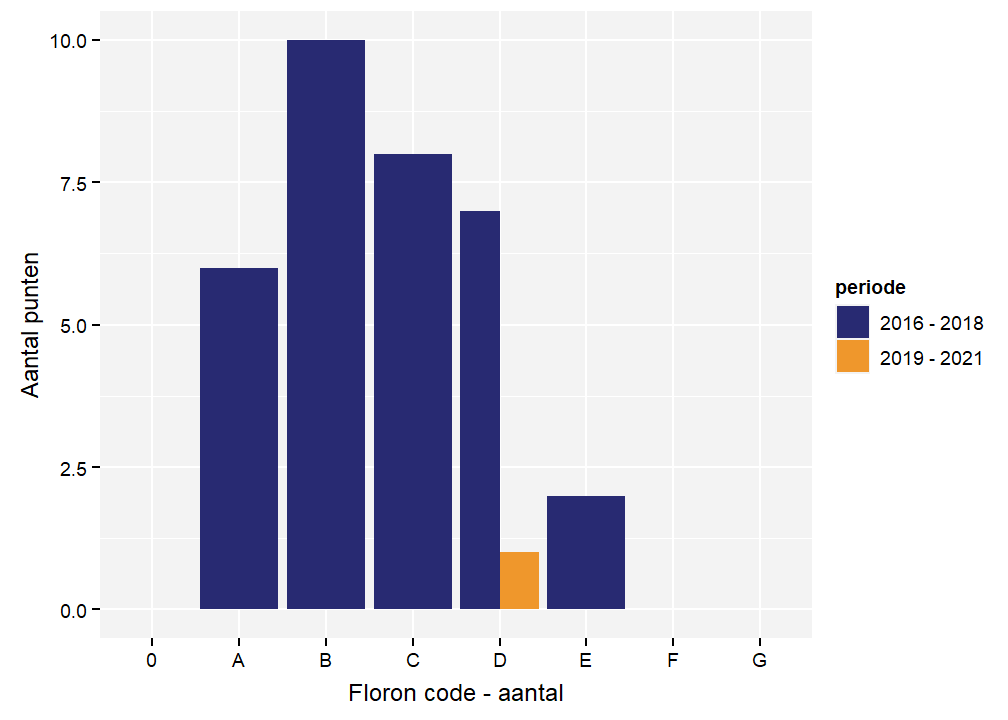 10.0
7.5
5.0
2.5
0.0
Aantal punten
0 A B C D E F G
Floron code - aantal
periode
2016 - 2018
2019 - 2021